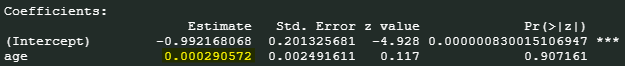 Coefficients:
Estimate Std. Error z value Pr(>|z|)
(Intercept) -0.992168068 0.201325681 -4.928 0.000000830015106947 ***
age 0.000290572 0.002491611 0.117 0.907161